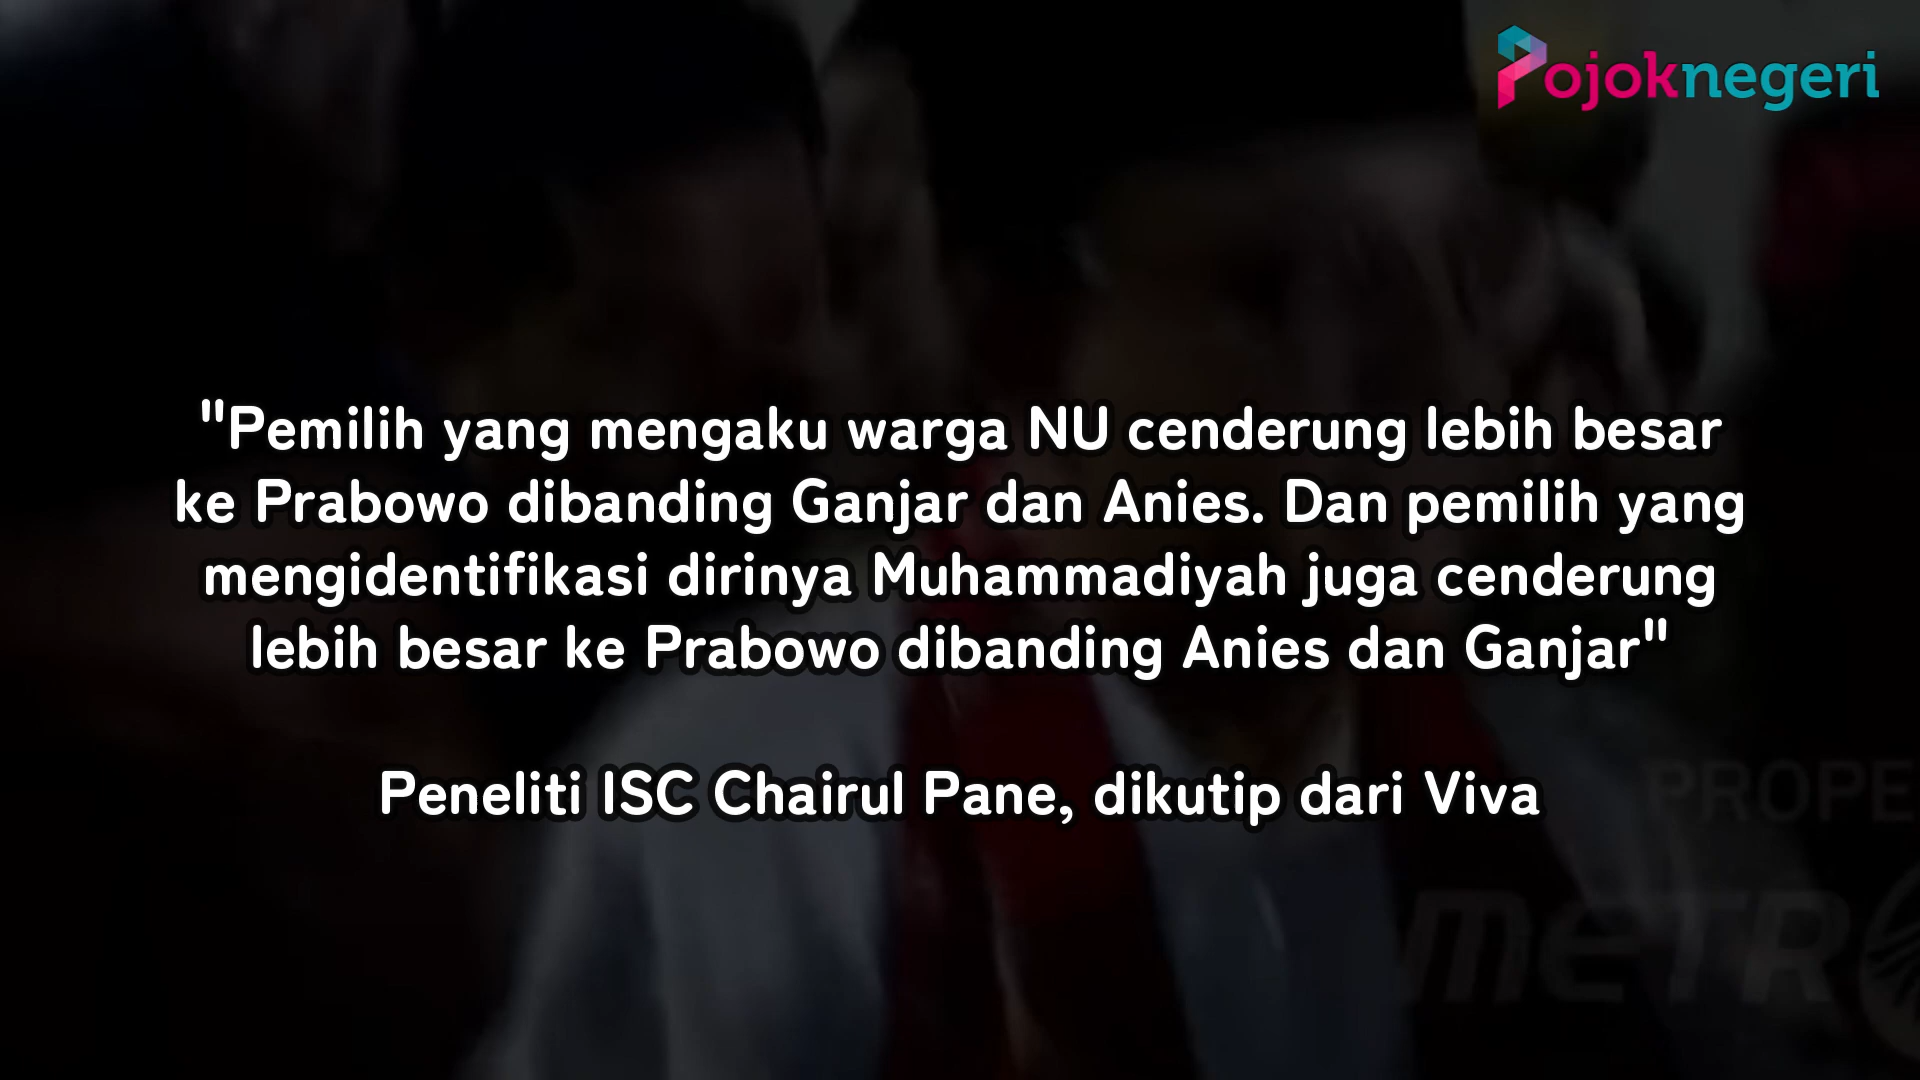 Pojoknegeri
"Pemilih yang mengaku warga NU cenderung lebih besar
ke Prabowo dibanding Ganjar dan Anies. Dan pemilih yang
mengidentifikasi dirinya Muhammadiyah juga cenderung
lebih besar ke Prabowo dibanding Anies dan Ganjar"
Peneliti ISC Chairul Pane, dikutip dari Viva
PROPE
METR